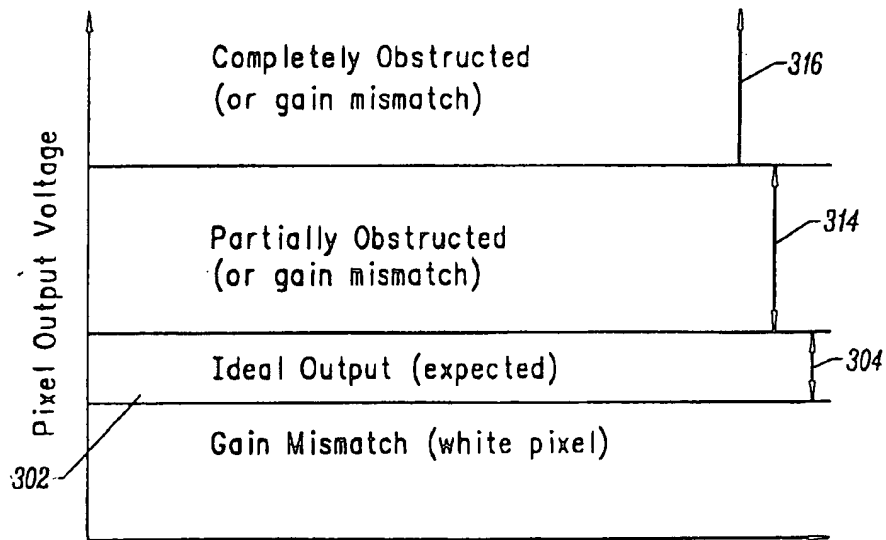 Completely Obstructed
(or gain mismatch)
316
Pixel Output Voltage
Partially Obstructed
(or gain mismatch)
314
Ideal Output (expected)
304
Gain Mismatch (white pixel)
302